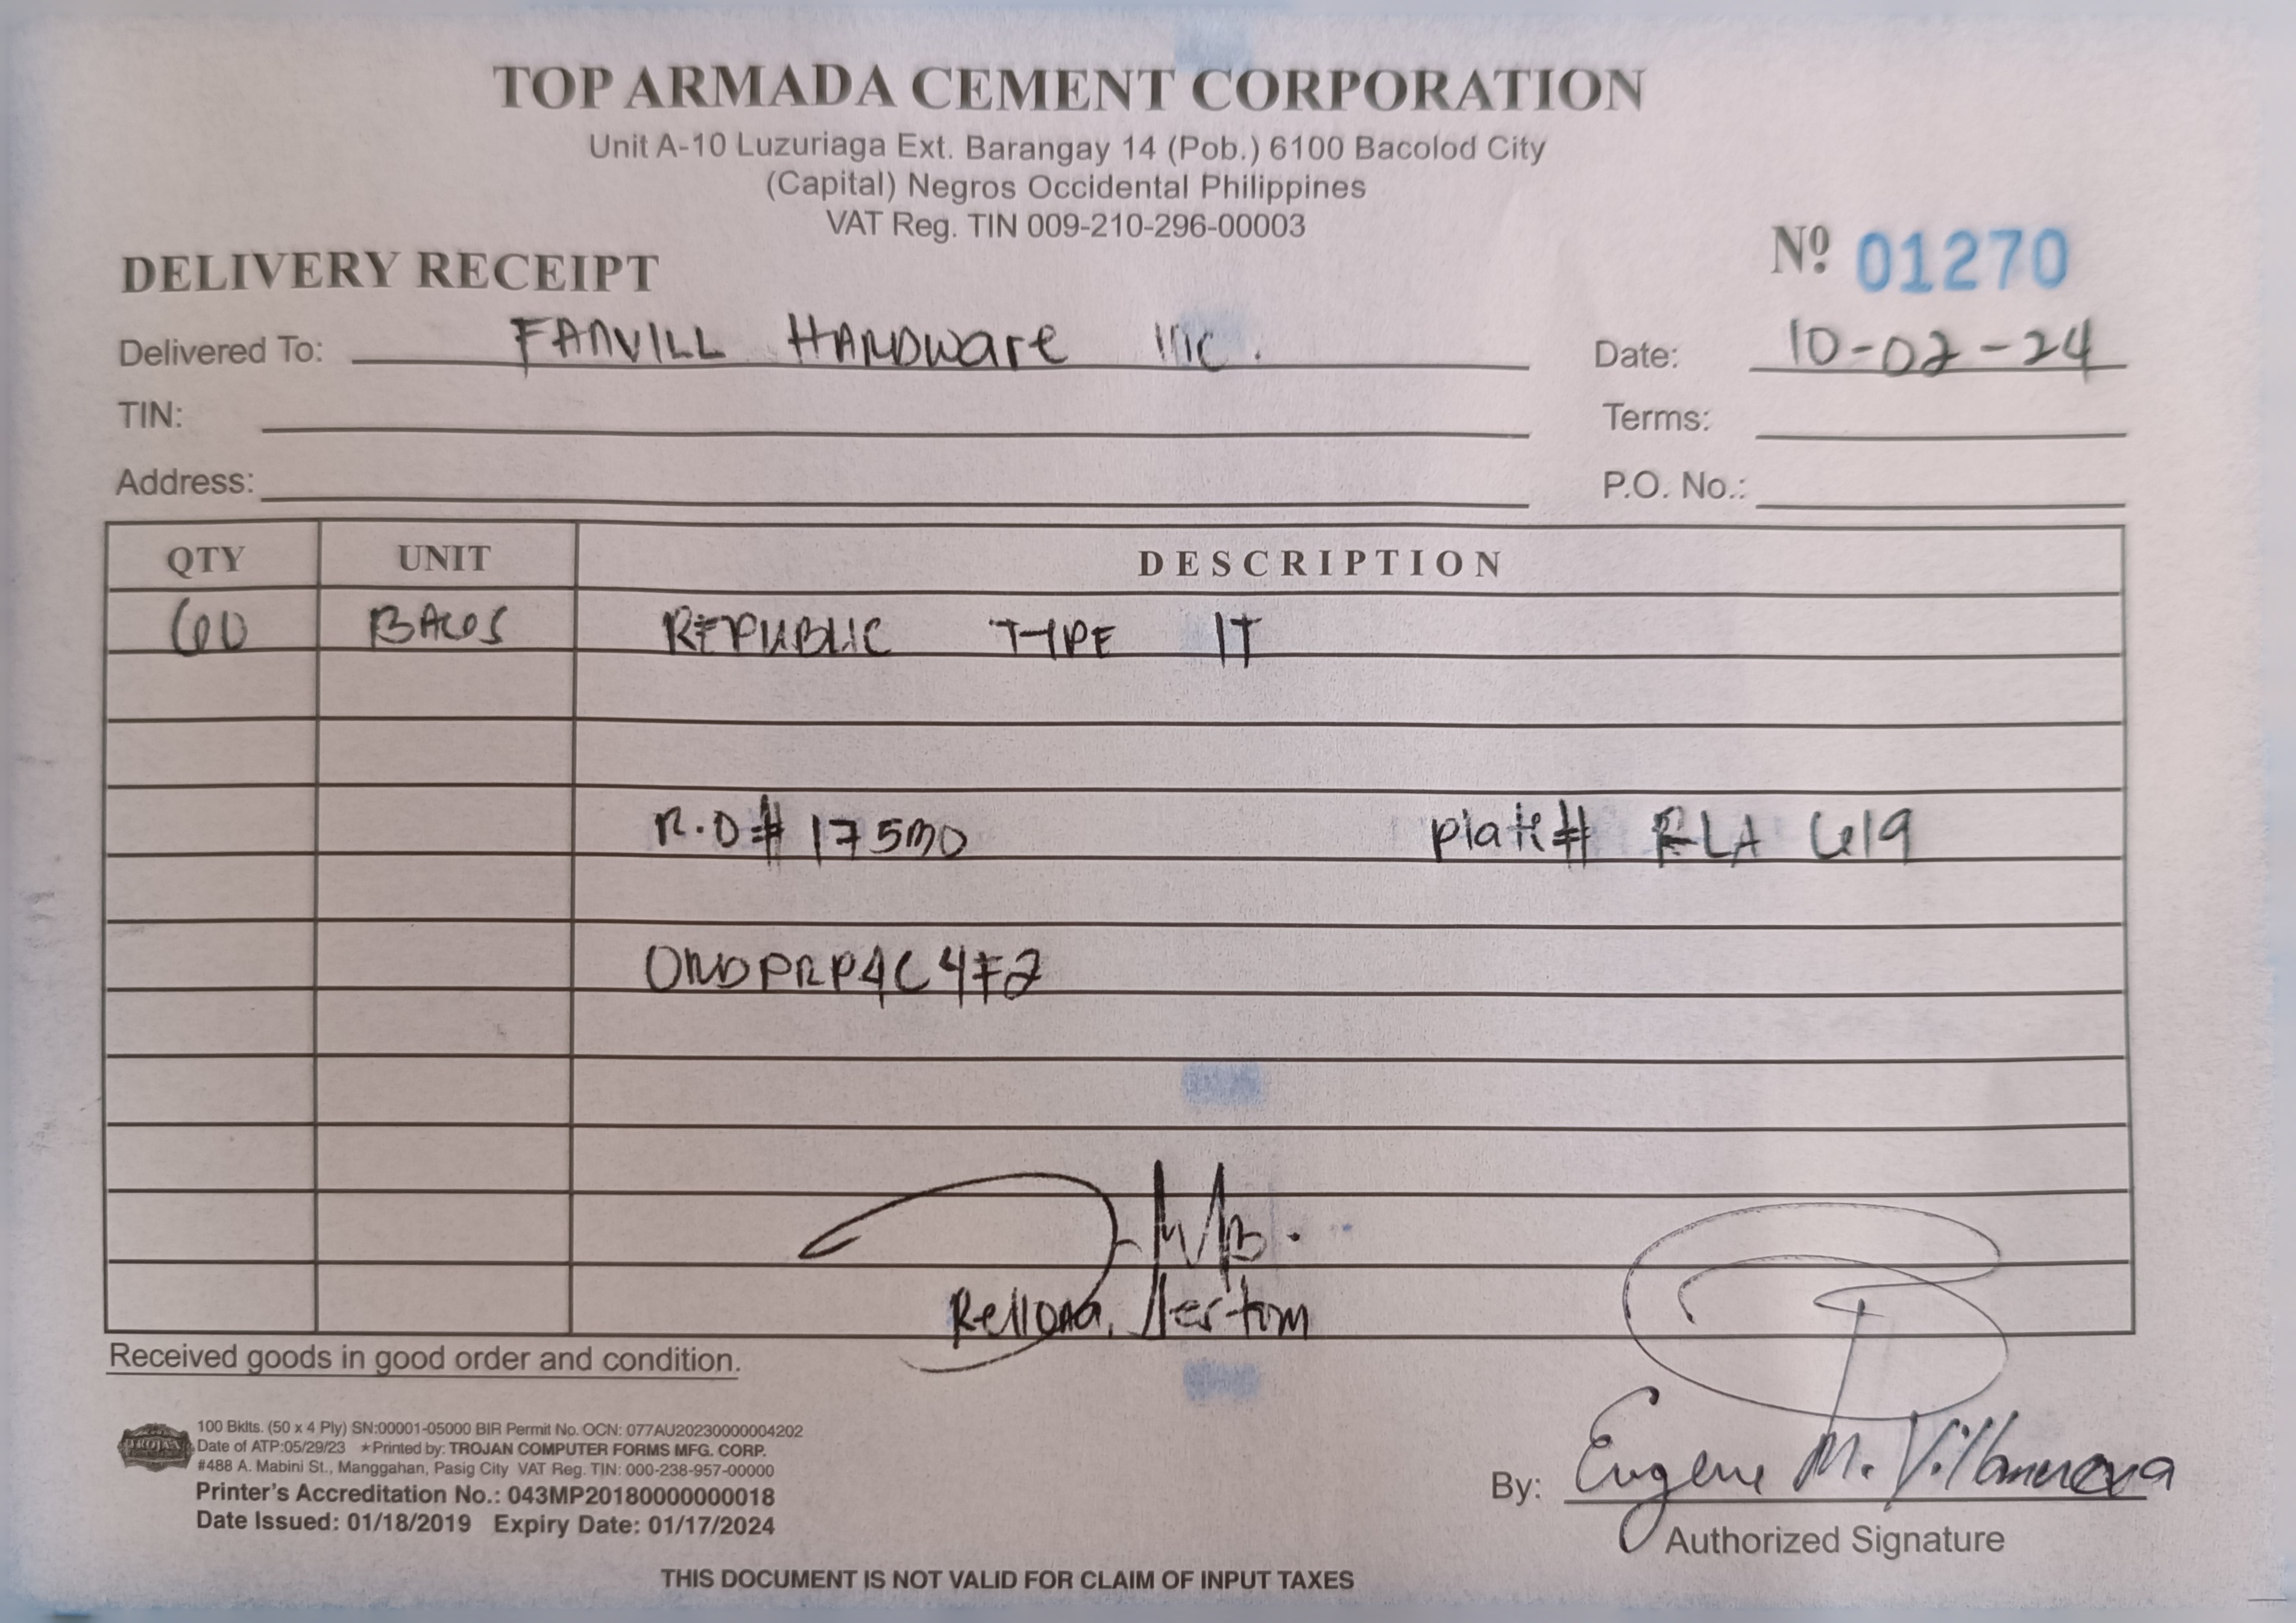 TOP ARMADA CEMENT CORPORATION
Unit A-10 Luzuriaga Ext. Barangay 14 (Pob.) 6100 Bacolod City
(Capital) Negros Occidental Philippines
VAT Reg. TIN 009-210-296-00003
DELIVERY RECEIPT Nº 01270
Delivered To: FANVILL HARDware Inc. Date: 10-02-24
TIN: Terms:
Address: P.O. No.:
QTY UNIT DESCRIPTION
60 BAGS REPUBLIC TYPE 1T
R.O# plate# RLA 619
Rellona,
Received goods in good order and condition.
100 Bklts. (50 x 4 Ply) SN:00001-05000 BIR Permit No. OCN: 077AU20230000004202
TROJAN
Date of ATP:05/29/23 ★Printed by: TROJAN COMPUTER FORMS MFG. CORP.
#488 A. Mabini St., Manggahan, Pasig City VAT Reg. TIN: 000-238-957-00000
Printer's Accreditation No.: 043MP20180000000018
Date Issued: 01/18/2019 Expiry Date: 01/17/2024
By: Eugene M. Villanueva
Authorized Signature
THIS DOCUMENT IS NOT VALID FOR CLAIM OF INPUT TAXES